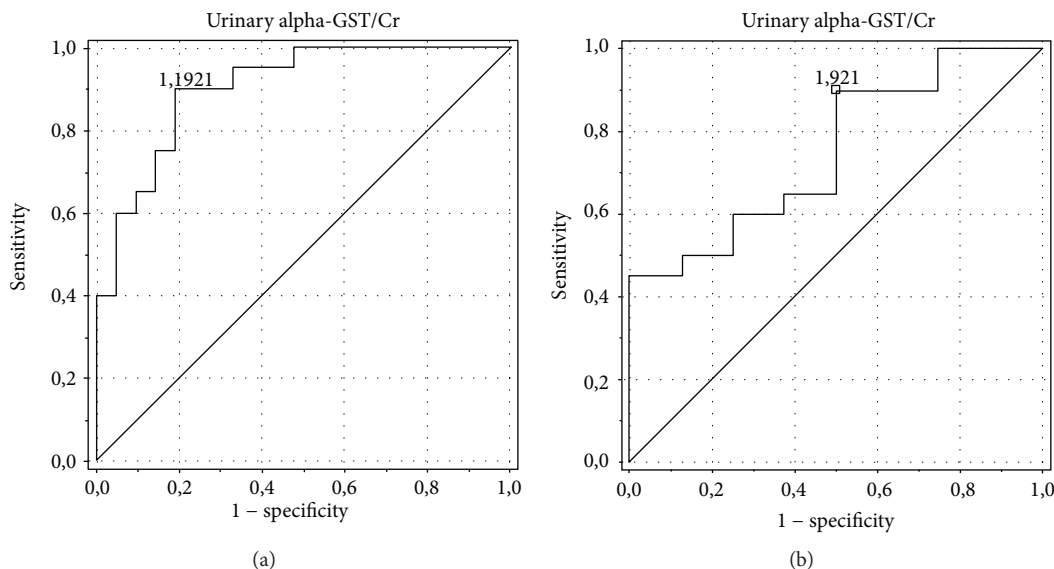 Urinary alpha-GST/Cr
1,0
0,8
0,6
0,4
0,2
0,0
Sensitivity
1,1921
0,0 0,2 0,4 0,6 0,8 1,0
1 − specificity
(a)
Urinary alpha-GST/Cr
1,0
0,8
0,6
0,4
0,2
0,0
Sensitivity
1,921
0,0 0,2 0,4 0,6 0,8 1,0
1 − specificity
(b)